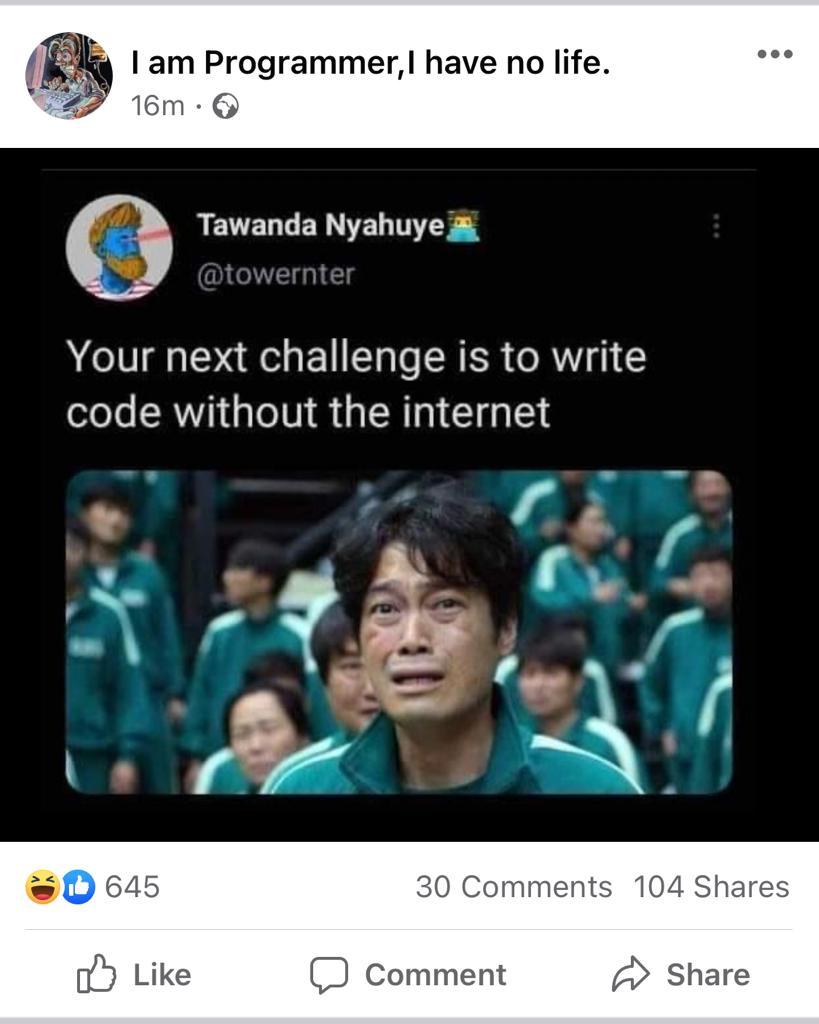 I am Programmer,I have no life.
16m ·
Tawanda Nyahuye
@towernter
Your next challenge is to write
code without the internet
645 30 Comments 104 Shares
Like Comment Share